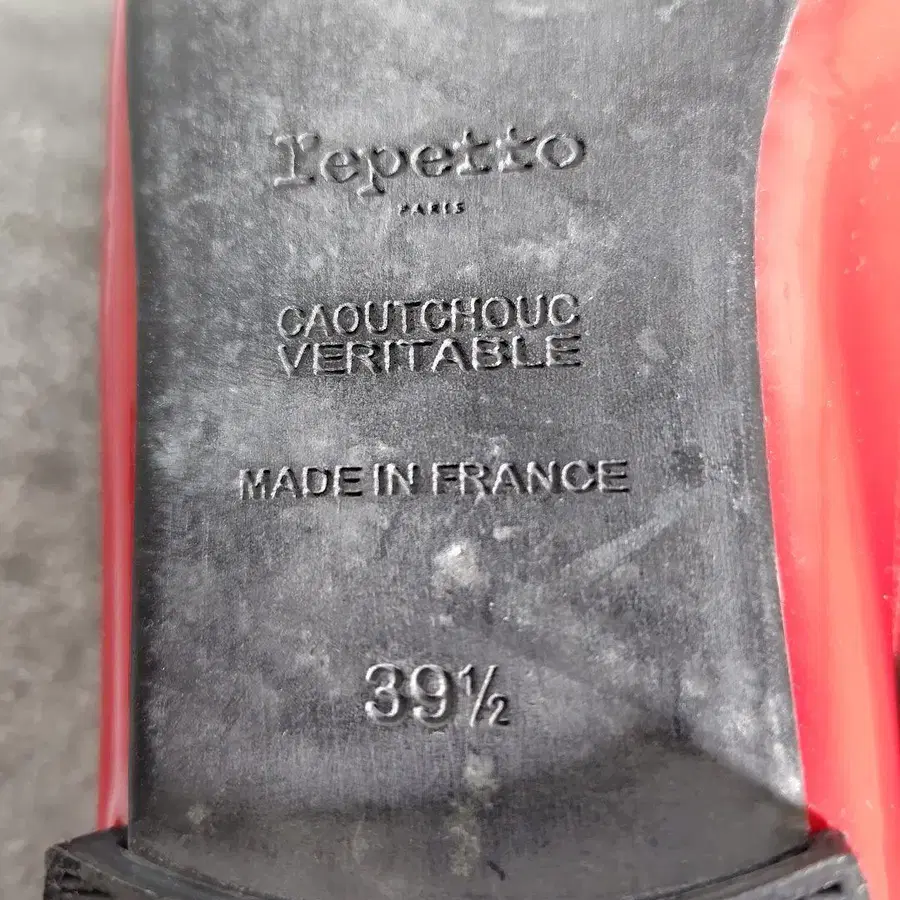 repetto
PARIS
CAOUTCHOUC
VERITABLE
MADE IN FRANCE
39½